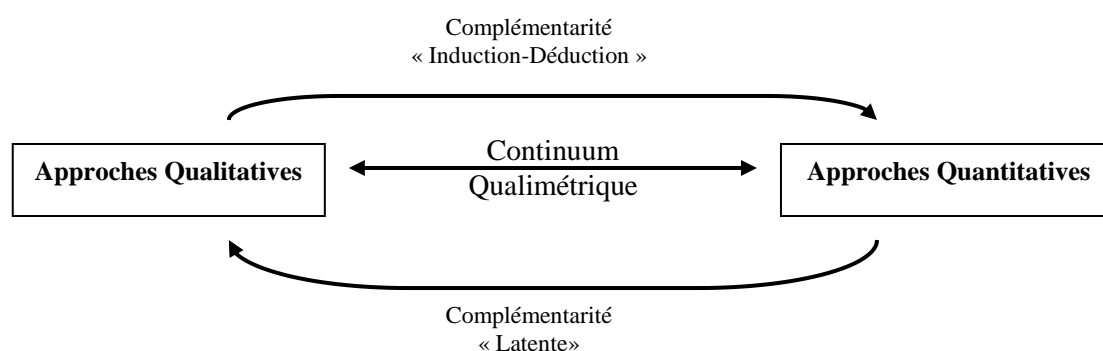 Complémentarité
« Induction-Déduction »
Approches Qualitatives
Continuum
Qualimétrique
Approches Quantitatives
Complémentarité
« Latente»